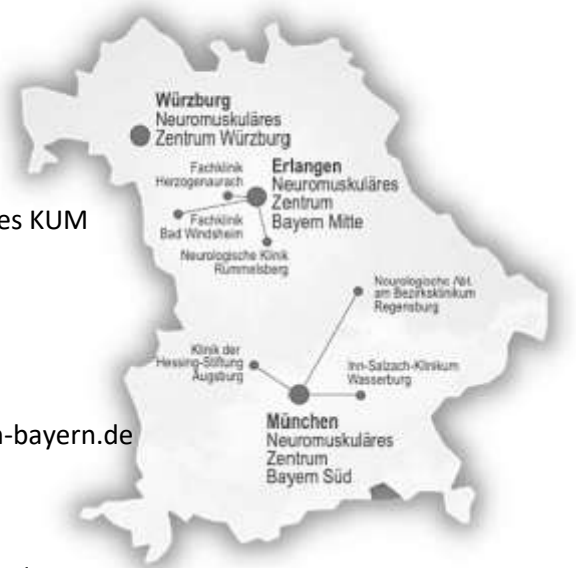 Würzburg
Neuromuskuläres
Zentrum Würzburg
Fachklinik
Herzogenaurach
Erlangen
Neuromuskuläres
Zentrum
Bayern Mitte
es KUM
Fachklinik
Bad Windsheim
Neurologische Klinik
Rummelsberg
Neurologische Abt.
am Bezirksklinikum
Regensburg
Klinik der
Hessing-Stiftung
Augsburg
Inn-Salzach-Klinikum
Wasserburg
München
Neuromuskuläres
Zentrum
Bayern Süd
-bayern.de